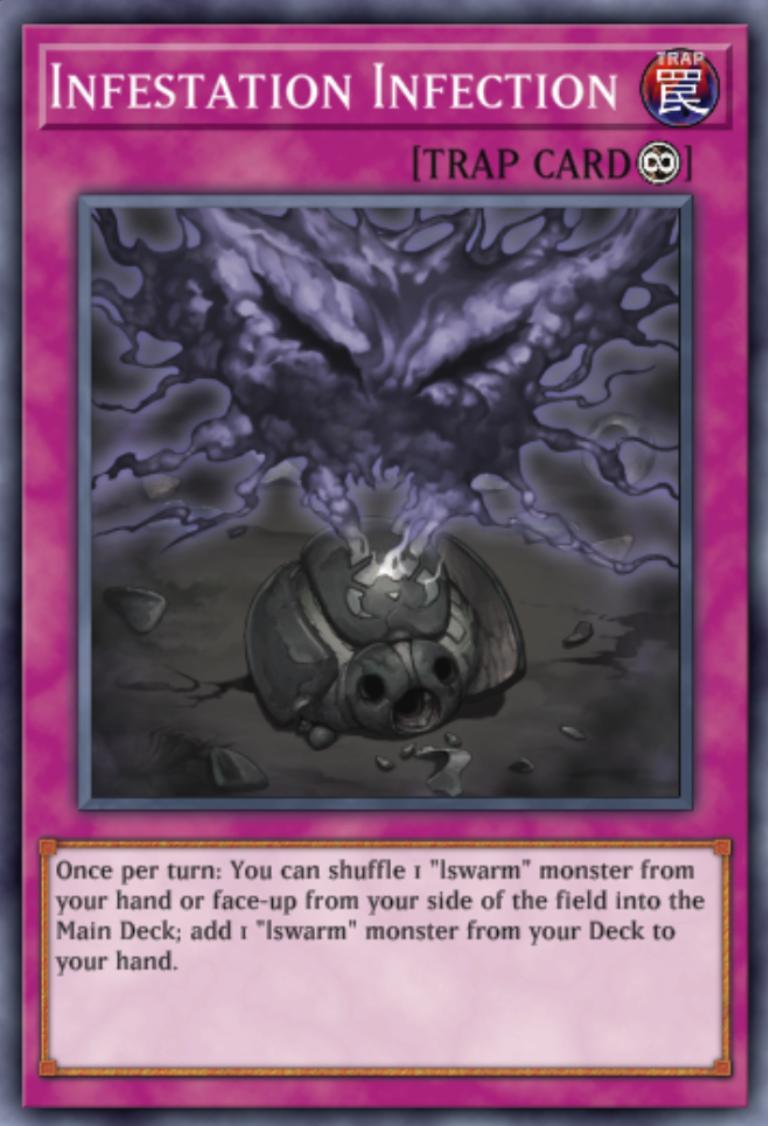 INFESTATION INFECTION
TRAP
罠
[TRAP CARD]
Once per turn: You can shuffle 1 "lswarm" monster from
your hand or face-up from your side of the field into the
Main Deck; add 1 "lswarm" monster from your Deck to
your hand.